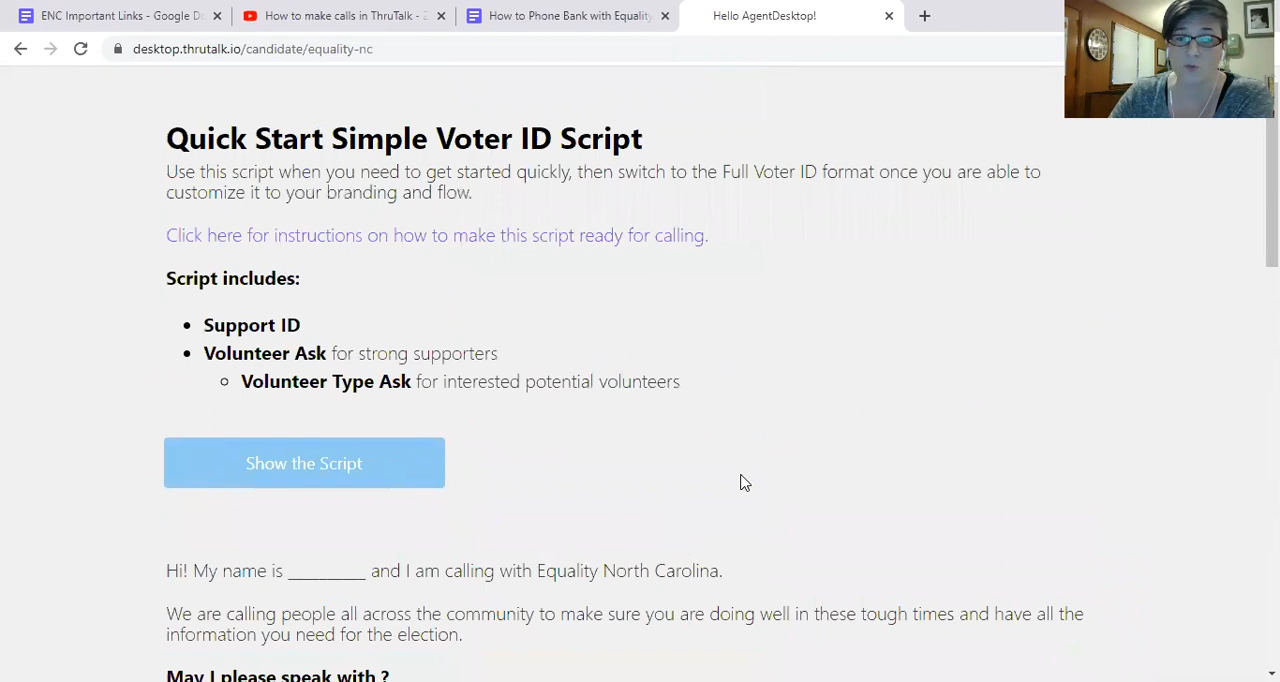 ENC Important Links - Google Do
How to make calls in ThruTalk - Z
How to Phone Bank with Equality
Hello AgentDesktop!
desktop.thrutalk.io/candidate/equality-nc
Quick Start Simple Voter ID Script
Use this script when you need to get started quickly, then switch to the Full Voter ID format once you are able to
customize it to your branding and flow.
Click here for instructions on how to make this script ready for calling.
Script includes:
Support ID
Volunteer Ask for strong supporters
Volunteer Type Ask for interested potential volunteers
Show the Script
Hi! My name is ________ and I am calling with Equality North Carolina.
We are calling people all across the community to make sure you are doing well in these tough times and have all the
information you need for the election.
May I please speak with ?